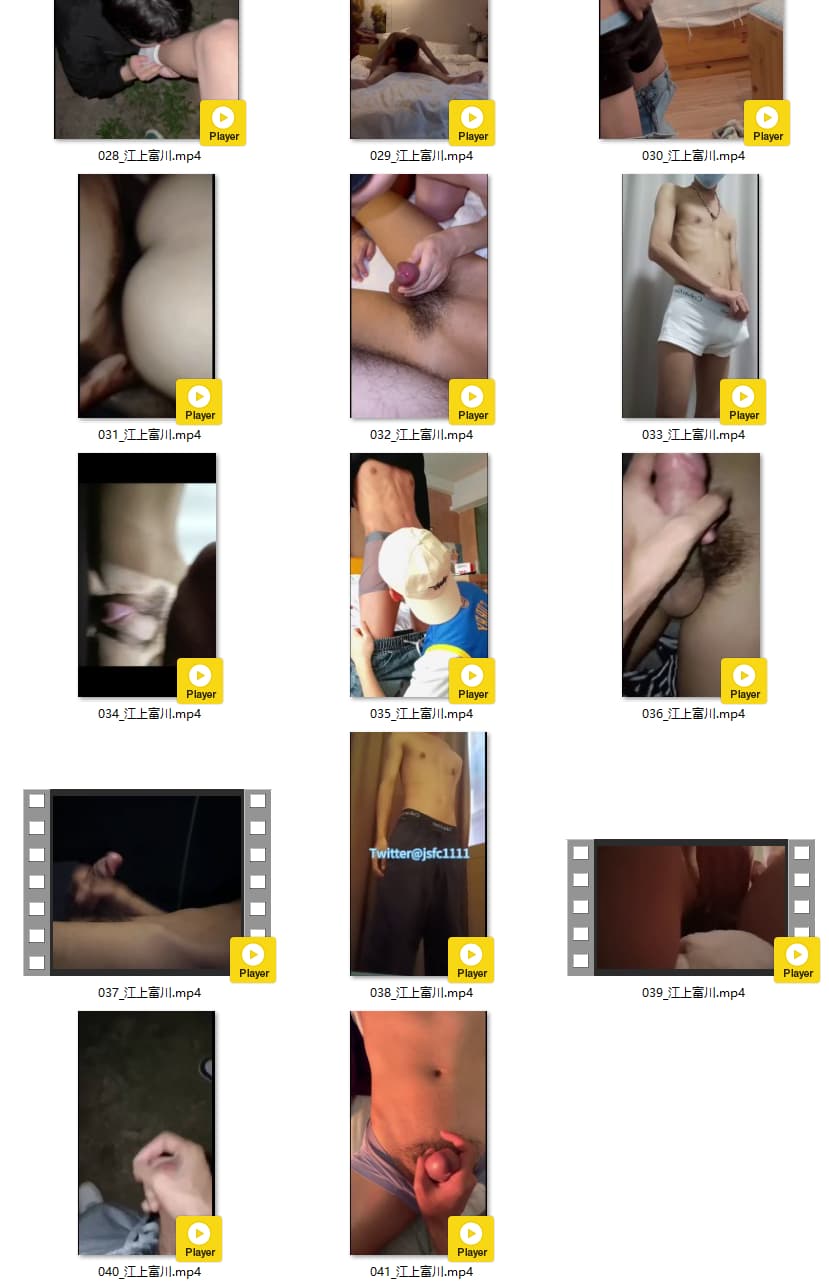 Player
Player
Player
028_江上富川.mp4
029_江上富川.mp4
030_江上富川.mp4
Player
Player
Player
031_江上富川.mp4
032_江上富川.mp4
033_江上富川.mp4
Player
Player
Player
034_江上富川.mp4
035_江上富川.mp4
036_江上富川.mp4
Twitter@jsfc1111
Player
Player
Player
037_江上富川.mp4
038_江上富川.mp4
039_江上富川.mp4
Player
Player
040_江上富川.mp4
041_江上富川.mp4